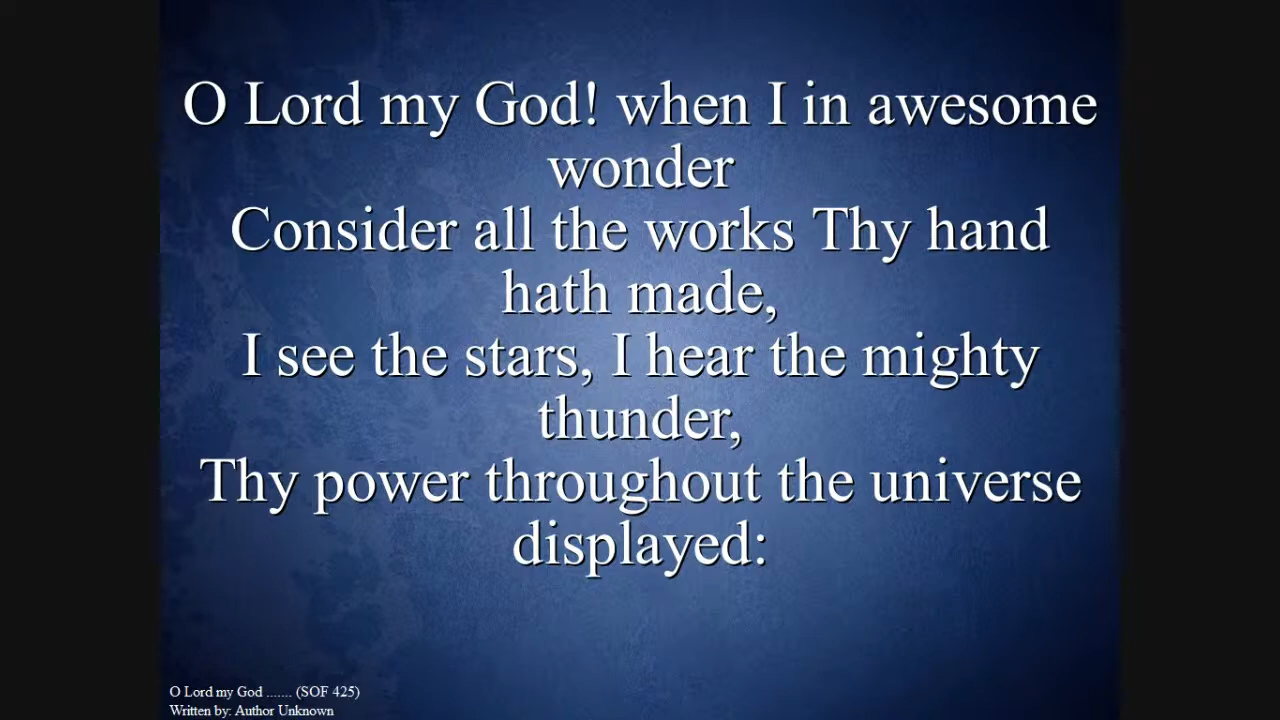 O Lord my God! when I in awesome
wonder
Consider all the works Thy hand
hath made,
I see the stars, I hear the mighty
thunder,
Thy power throughout the universe
displayed:
O Lord my God ....... (SOF 425)
Written by: Author Unknown